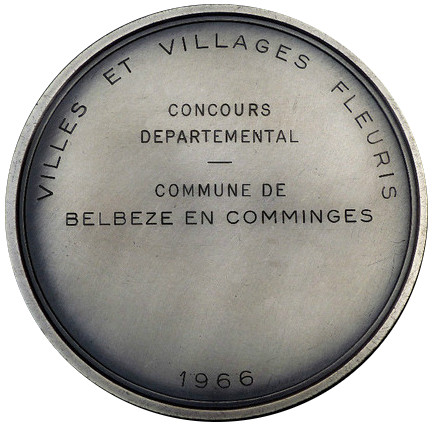 VILLES ET VILLAGES FLEURIS
CONCOURS
DEPARTEMENTAL
COMMUNE DE
BELBEZE EN COMMINGES
1966